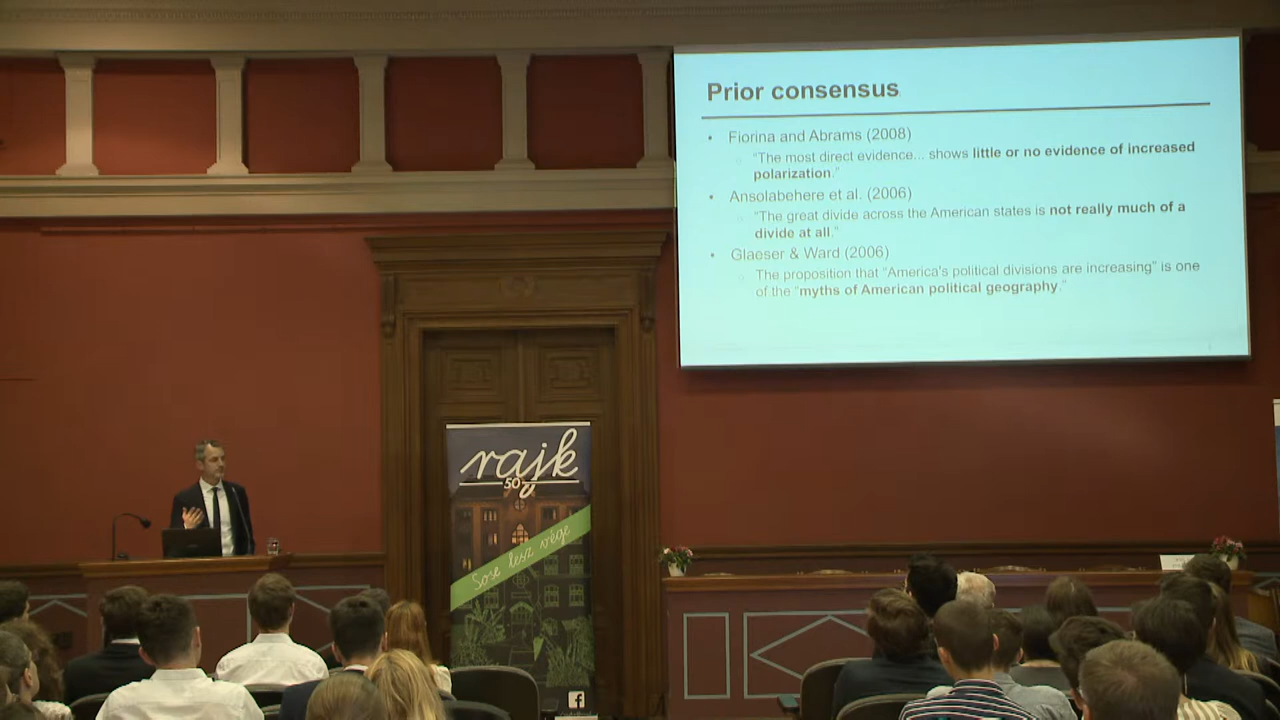 Prior consensus
• Fiorina and Abrams (2008)
○ "The most direct evidence... shows little or no evidence of increased
polarization."
• Ansolabehere et al. (2006)
○ "The great divide across the American states is not really much of a
divide at all."
• Glaeser & Ward (2006)
○ The proposition that "America's political divisions are increasing" is one
of the "myths of American political geography."
rajk
50
Sose lesz vége
f